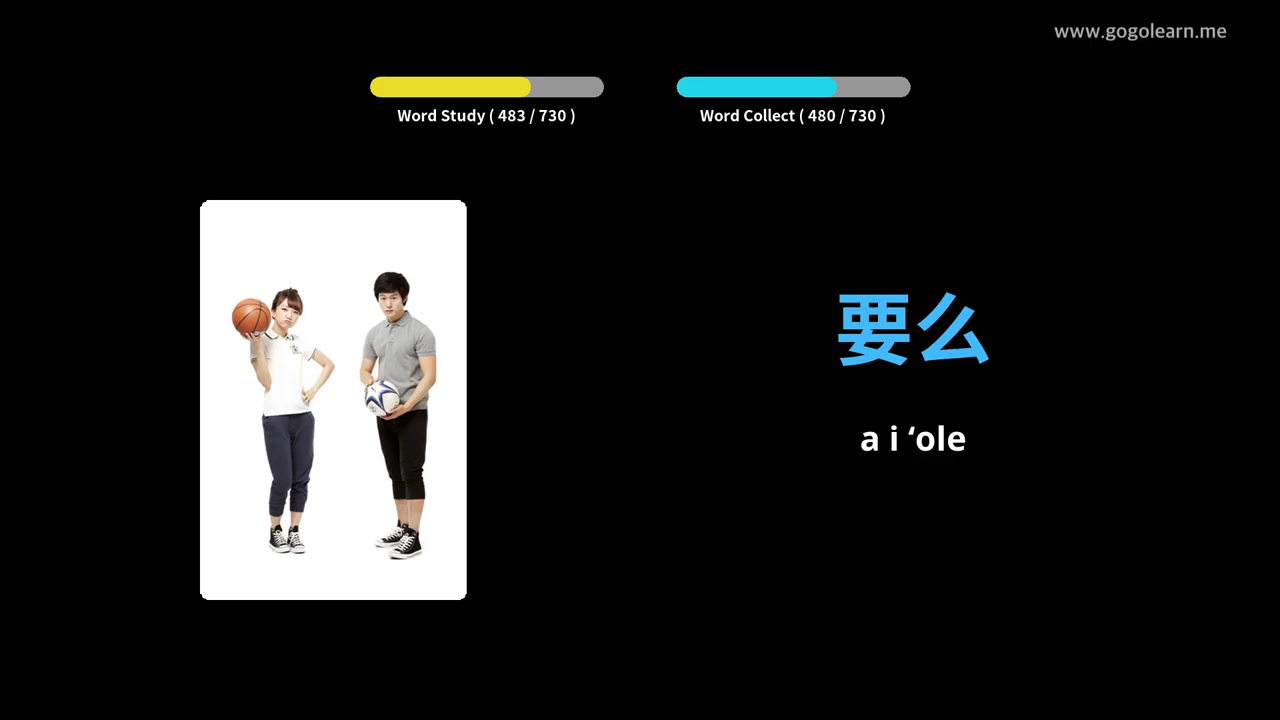 www.gogolearn.me
Word Study ( 483 / 730 )
Word Collect ( 480 / 730 )
要么
a i ‘ole